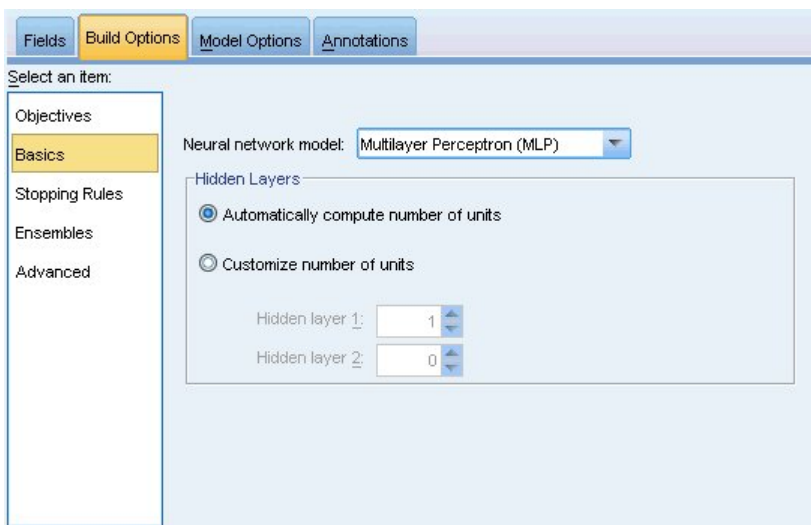 Fields Build Options Model Options Annotations
Select an item:
Objectives
Basics
Stopping Rules
Ensembles
Advanced
Neural network model: Multilayer Perceptron (MLP)
Hidden Layers
Automatically compute number of units
Customize number of units
Hidden layer 1: 1
Hidden layer 2: 0